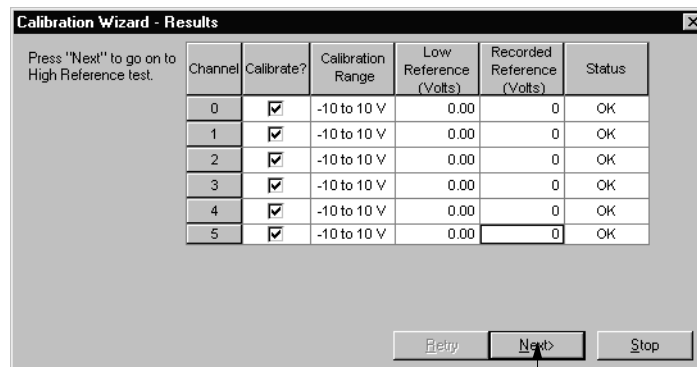 Calibration Wizard - Results
Press "Next" to go on to
High Reference test.
Channel Calibrate? Calibration Range Low Reference (Volts) Recorded Reference (Volts) Status
0 -10 to 10 V 0.00 0 OK
1 -10 to 10 V 0.00 0 OK
2 -10 to 10 V 0.00 0 OK
3 -10 to 10 V 0.00 0 OK
4 -10 to 10 V 0.00 0 OK
5 -10 to 10 V 0.00 0 OK
Retry Next> Stop